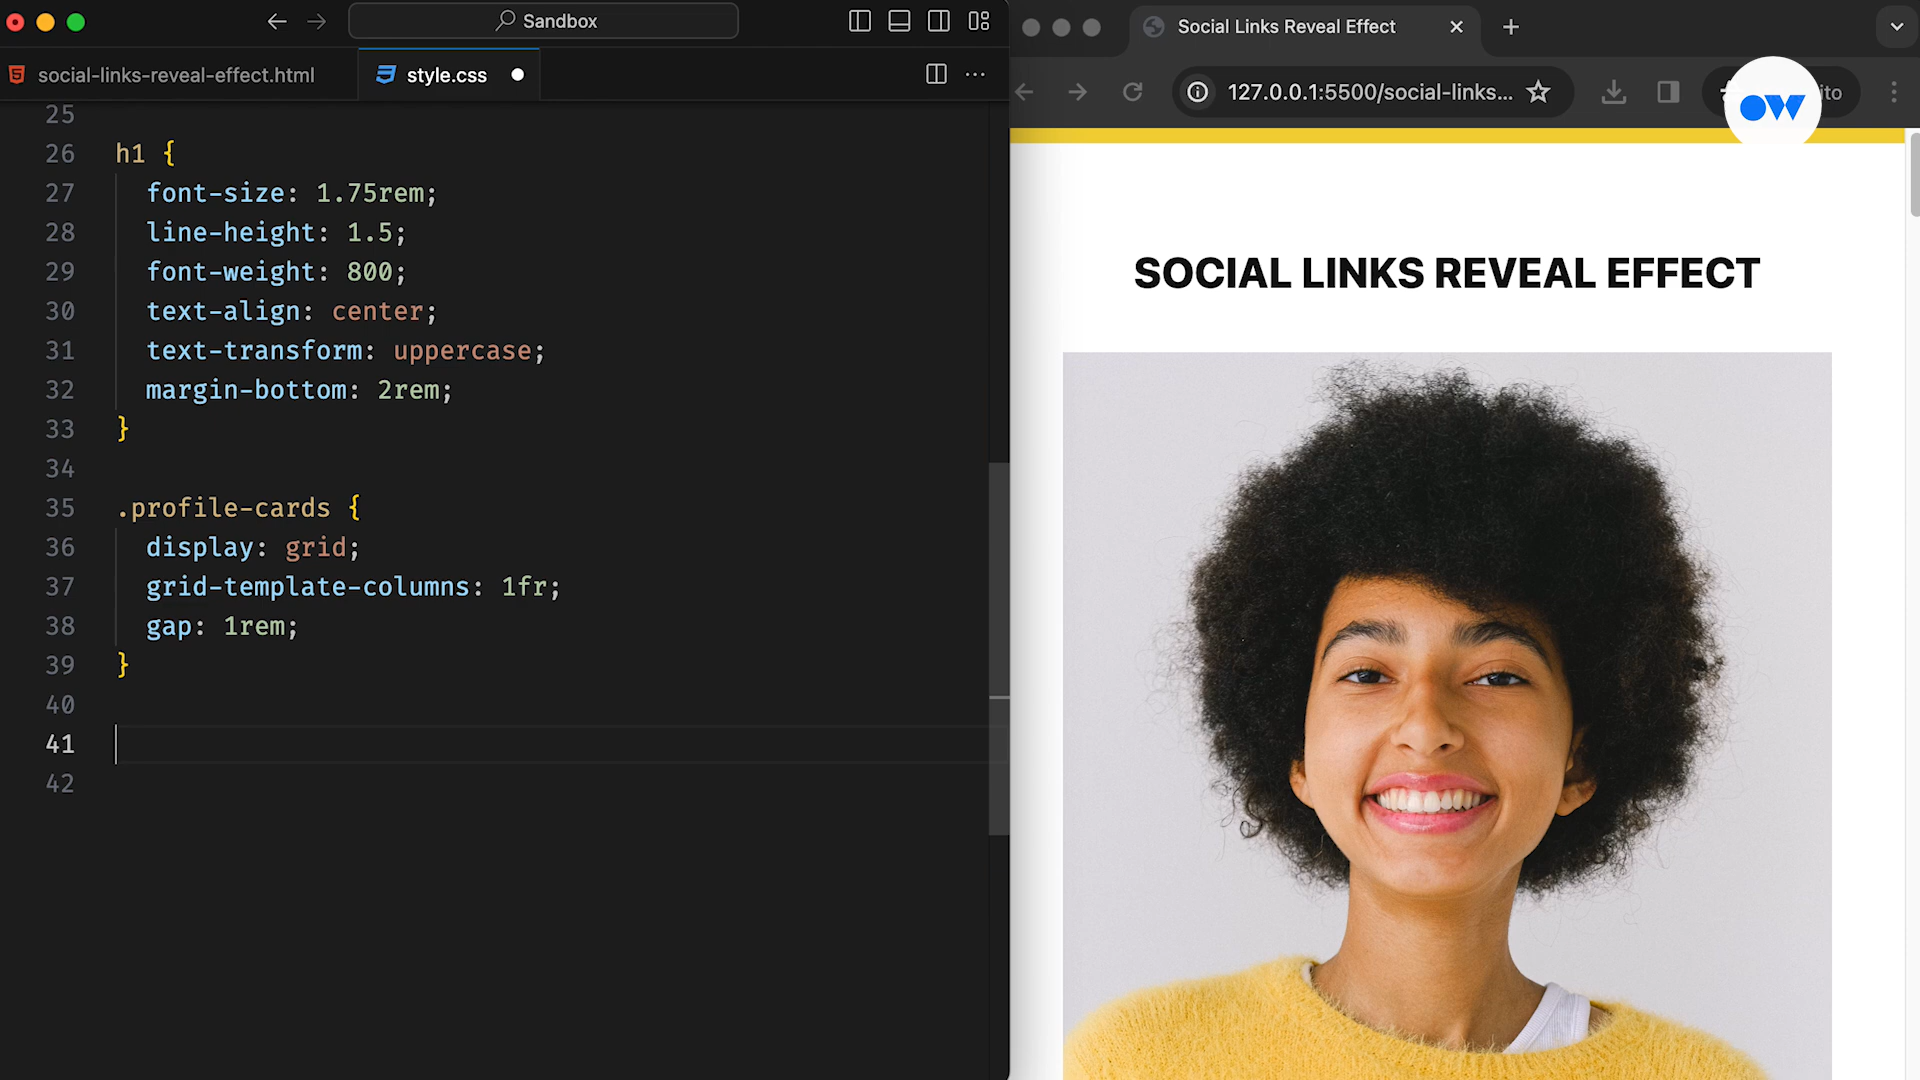 Sandbox
social-links-reveal-effect.html
style.css
25
26 h1 {
27 font-size: 1.75rem;
28 line-height: 1.5;
29 font-weight: 800;
30 text-align: center;
31 text-transform: uppercase;
32 margin-bottom: 2rem;
33 }
34
35 .profile-cards {
36 display: grid;
37 grid-template-columns: 1fr;
38 gap: 1rem;
39 }
40
41
42
Social Links Reveal Effect
127.0.0.1:5500/social-links...
ito
OW
SOCIAL LINKS REVEAL EFFECT